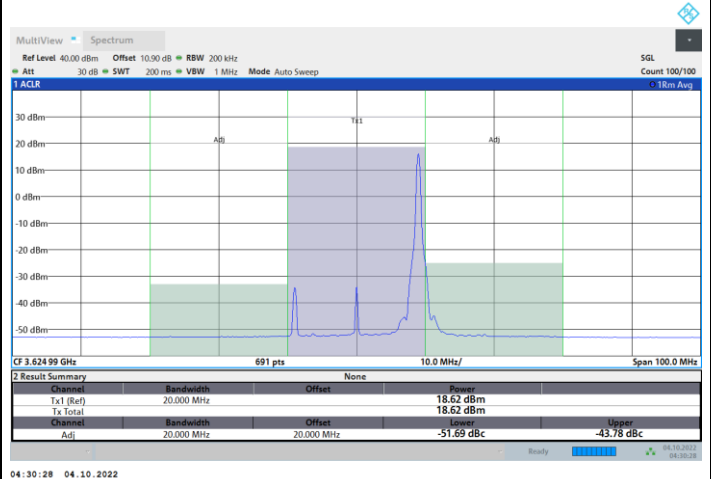 MultiView Spectrum
Ref Level 40.00 dBm Offset 10.90 dB RBW 200 kHz SGL
Att 30 dB SWT 200 ms VBW 1 MHz Mode Auto Sweep Count 100/100
1 ACLR 1Rm Avg
30 dBm
Tx1
20 dBm
Adj Adj
10 dBm
0 dBm
-10 dBm
-20 dBm
-30 dBm
-40 dBm
-50 dBm
CF 3.624 99 GHz 691 pts 10.0 MHz/ Span 100.0 MHz
2 Result Summary None
Channel Bandwidth Offset Power
Tx1 (Ref) 20.000 MHz 18.62 dBm
Tx Total 18.62 dBm
Channel Bandwidth Offset Lower Upper
Adj 20.000 MHz 20.000 MHz -51.69 dBc -43.78 dBc
Ready 04.10.2022
04:30:28
04:30:28 04.10.2022